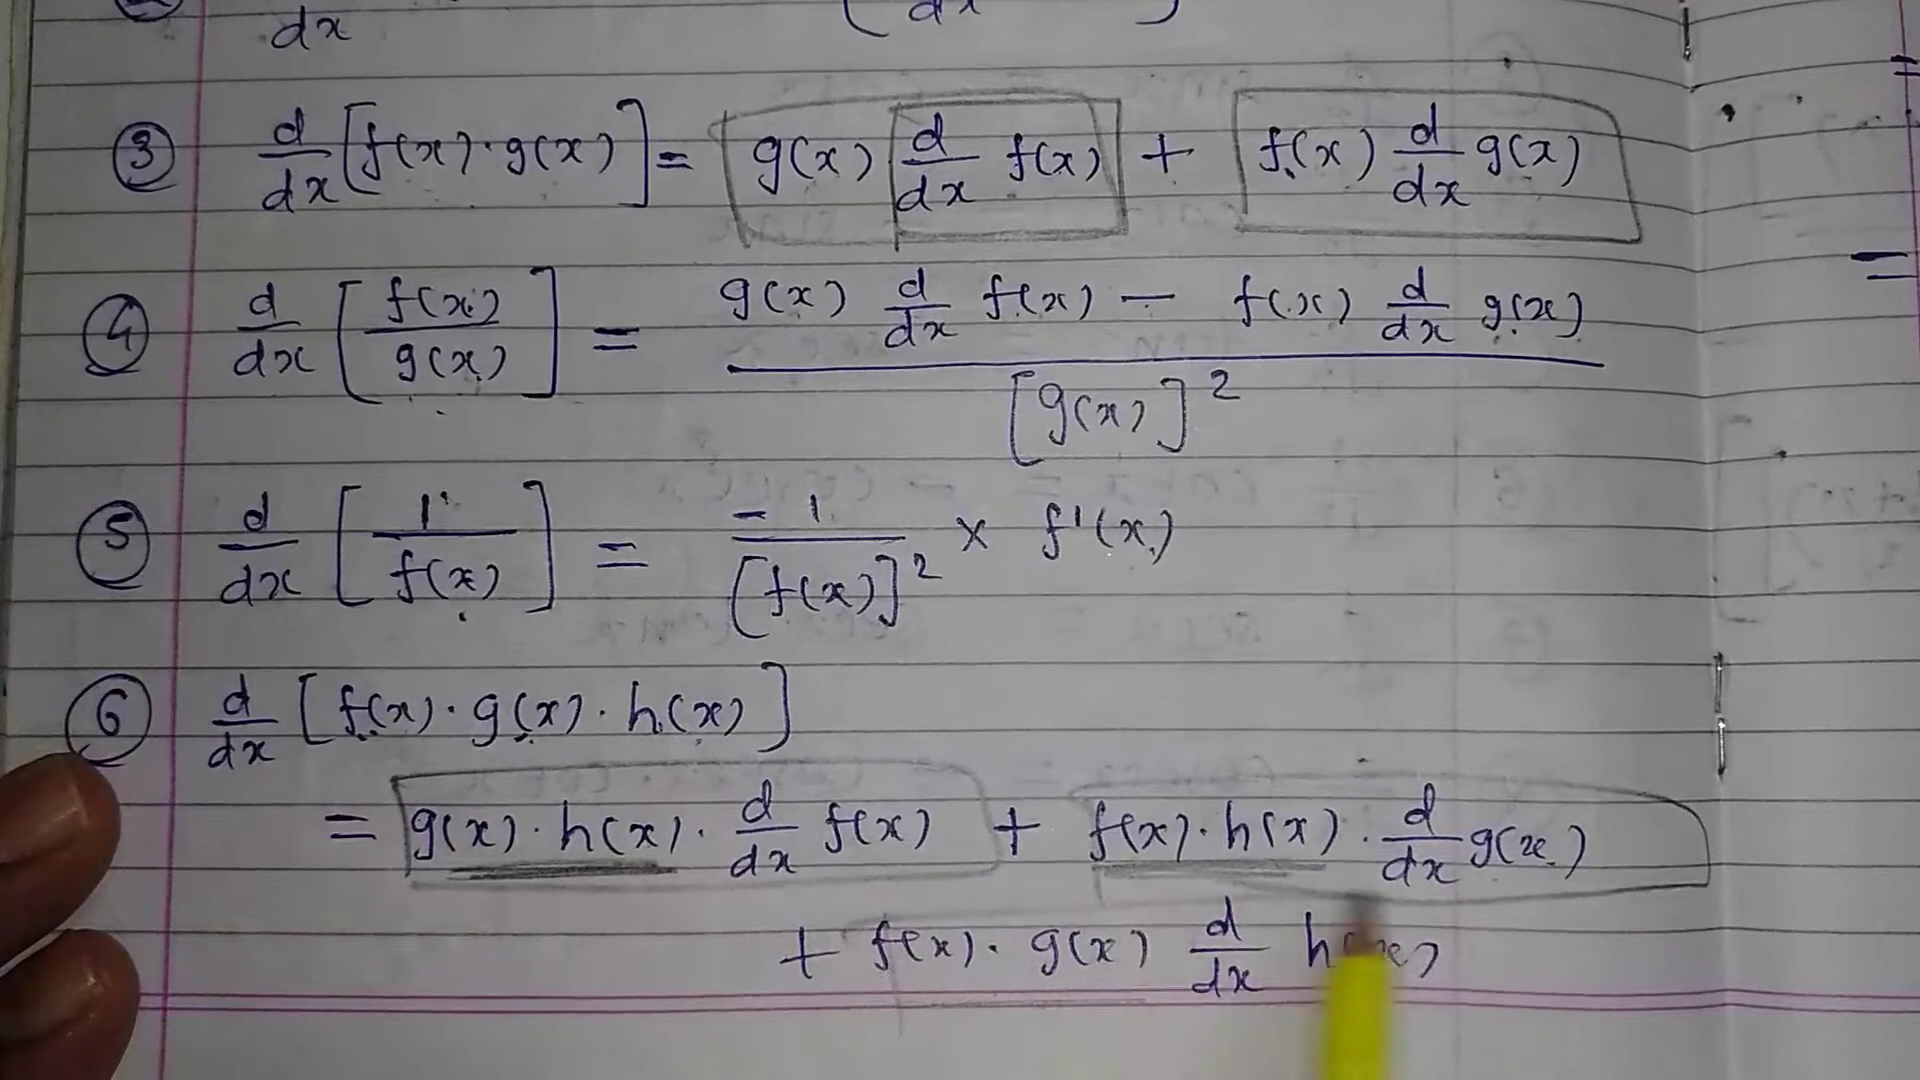 dx dx
③ d/dx [f(x)·g(x)] = g(x) d/dx f(x) + f(x) d/dx g(x)
④ d/dx [f(x)/g(x)] = g(x) d/dx f(x) − f(x) d/dx g(x) / [g(x)]²
⑤ d/dx [1/f(x)] = −1/[f(x)]² × f'(x)
⑥ d/dx [f(x)·g(x)·h(x)]
= g(x)·h(x)· d/dx f(x) + f(x)·h(x)· d/dx g(x)
+ f(x)·g(x) d/dx h(x)